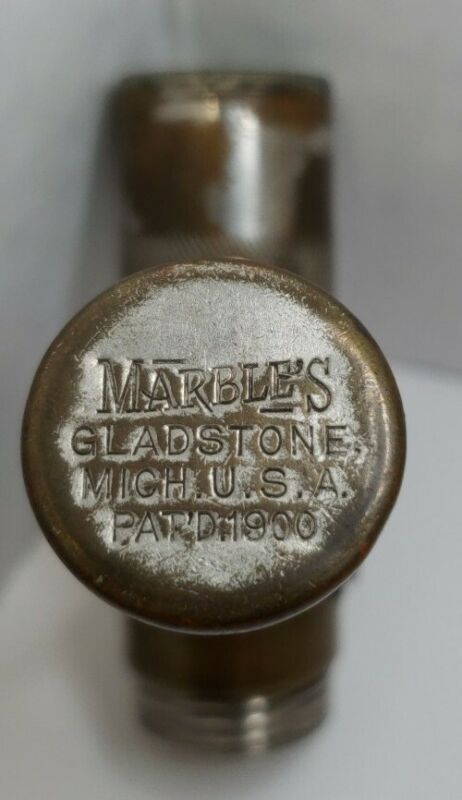 MARBLE'S
GLADSTONE,
MICH. U.S.A.
PAT'D.1900